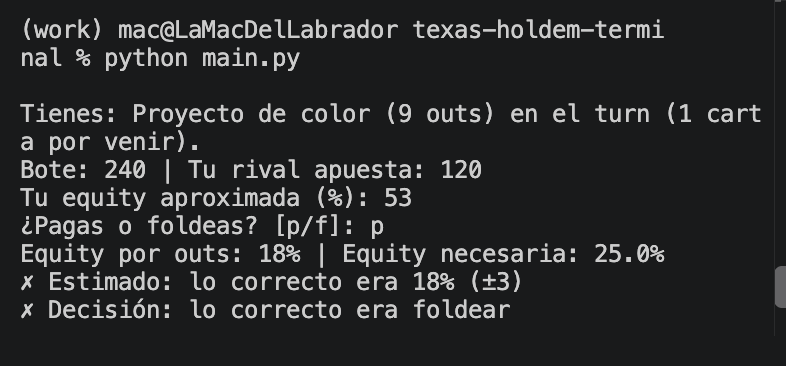 (work) mac@LaMacDelLabrador texas-holdem-termi
nal % python main.py
Tienes: Proyecto de color (9 outs) en el turn (1 cart
a por venir).
Bote: 240 | Tu rival apuesta: 120
Tu equity aproximada (%): 53
¿Pagas o foldeas? [p/f]: p
Equity por outs: 18% | Equity necesaria: 25.0%
✗ Estimado: lo correcto era 18% (±3)
✗ Decisión: lo correcto era foldear